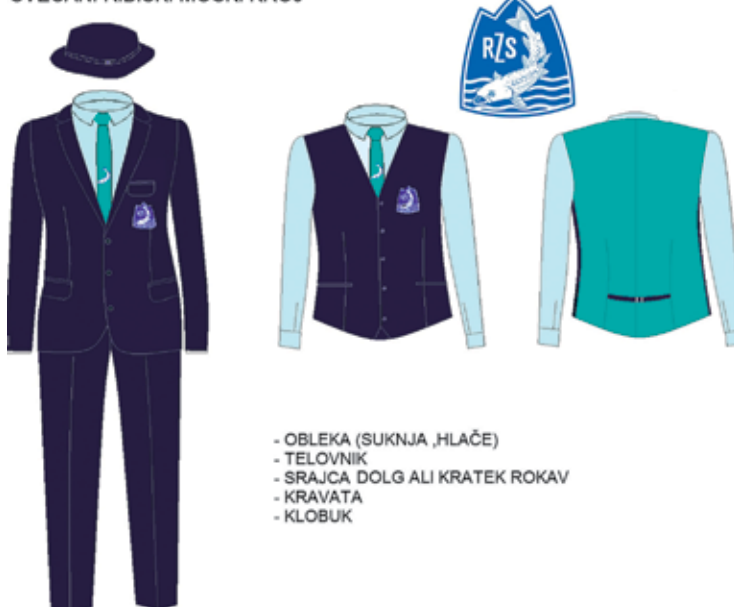 RZS
- OBLEKA (SUKNJA ,HLAČE)
- TELOVNIK
- SRAJCA DOLG ALI KRATEK ROKAV
- KRAVATA
- KLOBUK